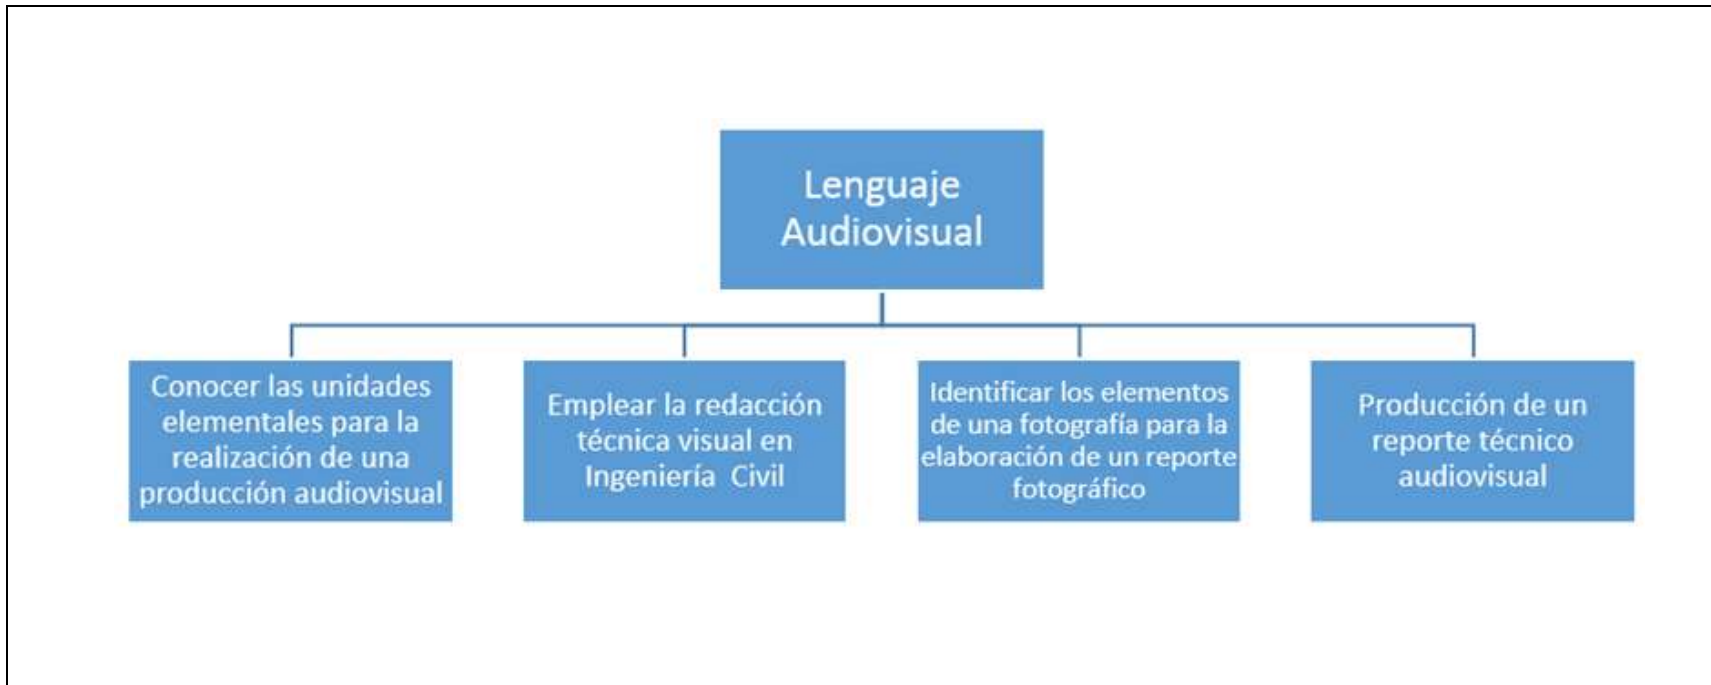 Lenguaje
Audiovisual
Conocer las unidades
elementales para la
realización de una
producción audiovisual
Emplear la redacción
técnica visual en
Ingeniería  Civil
Identificar los elementos
de una fotografía para la
elaboración de un reporte
fotográfico
Producción de un
reporte técnico
audiovisual